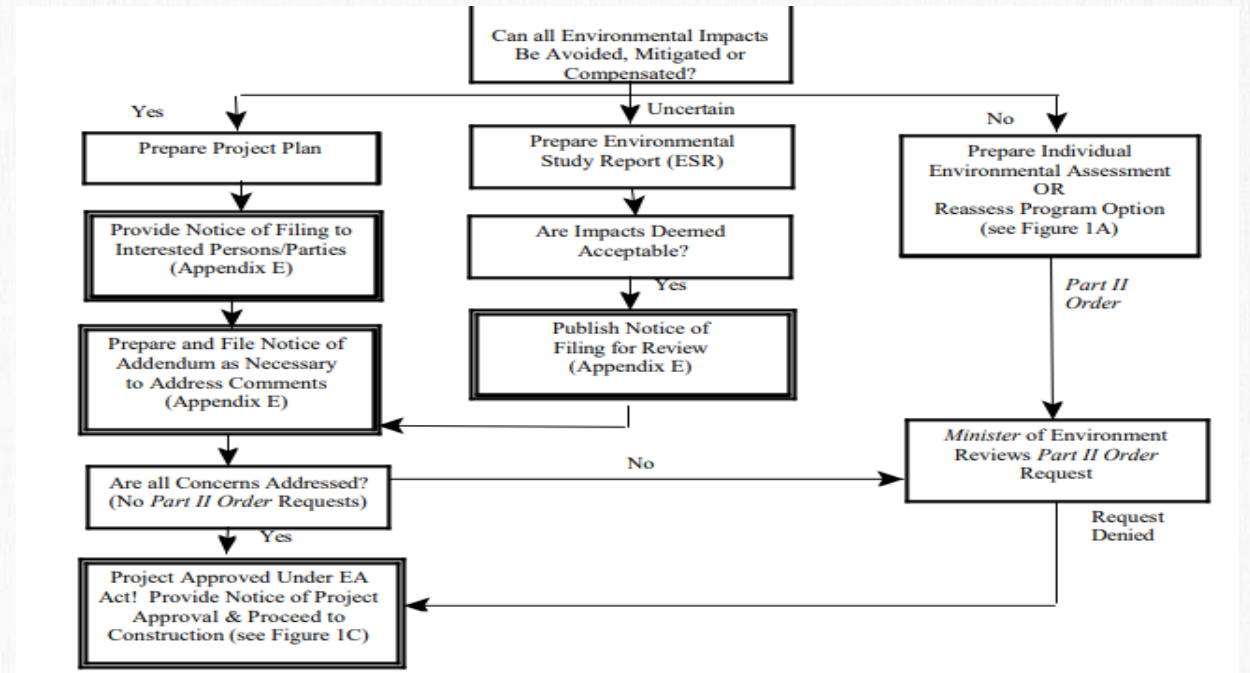 Can all Environmental Impacts
Be Avoided, Mitigated or
Compensated?
Yes
Uncertain
No
Prepare Project Plan
Prepare Environmental
Study Report (ESR)
Prepare Individual
Environmental Assessment
OR
Reassess Program Option
(see Figure 1A)
Provide Notice of Filing to
Interested Persons/Parties
(Appendix E)
Are Impacts Deemed
Acceptable?
Yes
Part II
Order
Prepare and File Notice of
Addendum as Necessary
to Address Comments
(Appendix E)
Publish Notice of
Filing for Review
(Appendix E)
Are all Concerns Addressed?
(No Part II Order Requests)
No
Minister of Environment
Reviews Part II Order
Request
Yes
Request
Denied
Project Approved Under EA
Act! Provide Notice of Project
Approval & Proceed to
Construction (see Figure 1C)